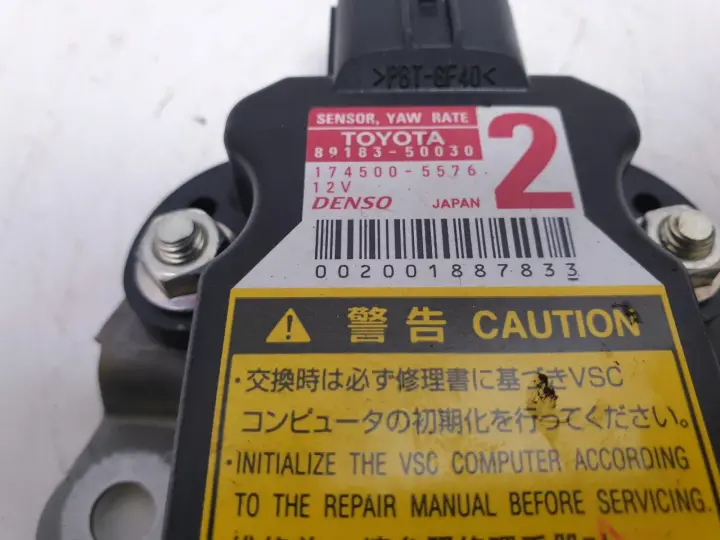 >PBT-GF40<
SENSOR, YAW RATE
TOYOTA
89183-50030
174500-5576
12V
DENSO JAPAN
2
002001887833
警告 CAUTION
・交換時は必ず修理書に基づきVSC
コンピュータの初期化を行ってください。
・INITIALIZE THE VSC COMPUTER ACCORDING
TO THE REPAIR MANUAL BEFORE SERVICING.